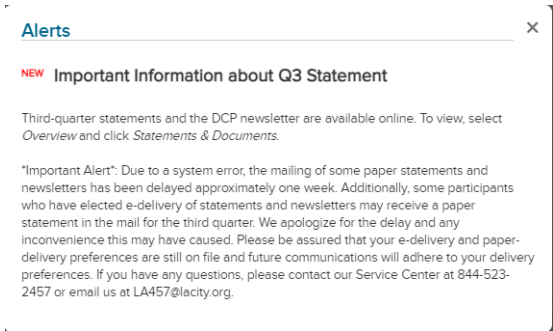 Alerts
NEW Important Information about Q3 Statement
Third-quarter statements and the DCP newsletter are available online. To view, select
Overview and click Statements & Documents.
*Important Alert*: Due to a system error, the mailing of some paper statements and
newsletters has been delayed approximately one week. Additionally, some participants
who have elected e-delivery of statements and newsletters may receive a paper
statement in the mail for the third quarter. We apologize for the delay and any
inconvenience this may have caused. Please be assured that your e-delivery and paper-
delivery preferences are still on file and future communications will adhere to your delivery
preferences. If you have any questions, please contact our Service Center at 844-523-
2457 or email us at LA457@lacity.org.